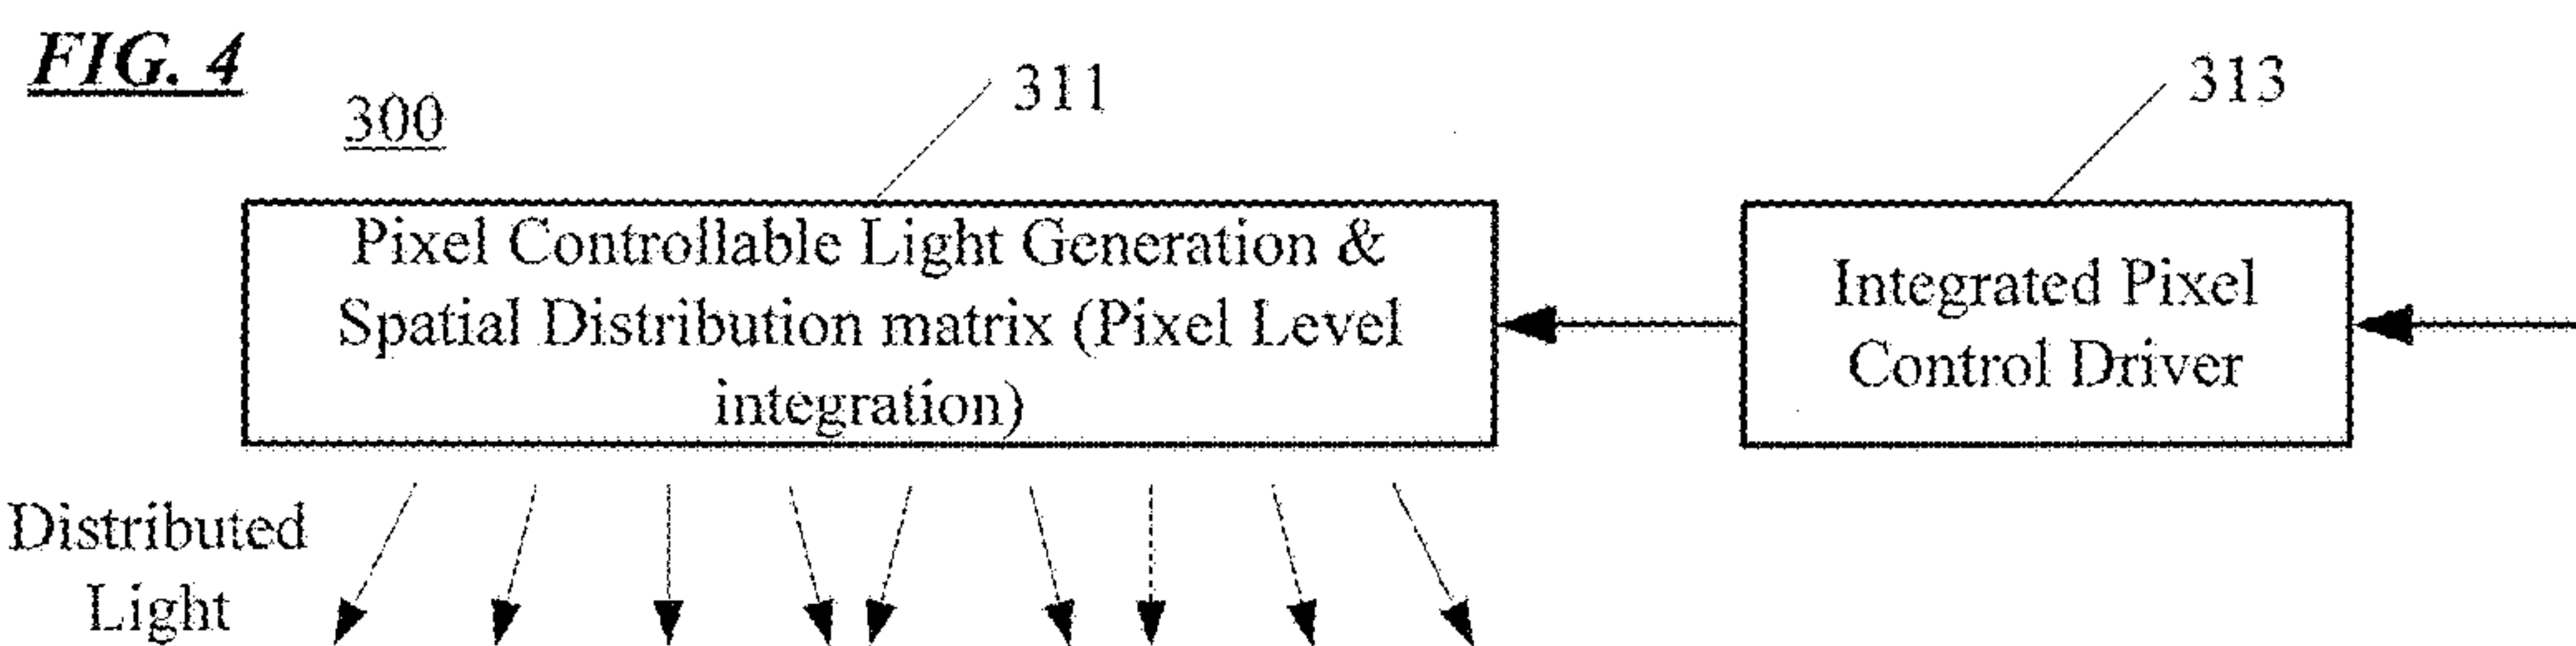 FIG. 4
300
311
313
Pixel Controllable Light Generation &
Spatial Distribution matrix (Pixel Level
integration)
Integrated Pixel
Control Driver
Distributed
Light